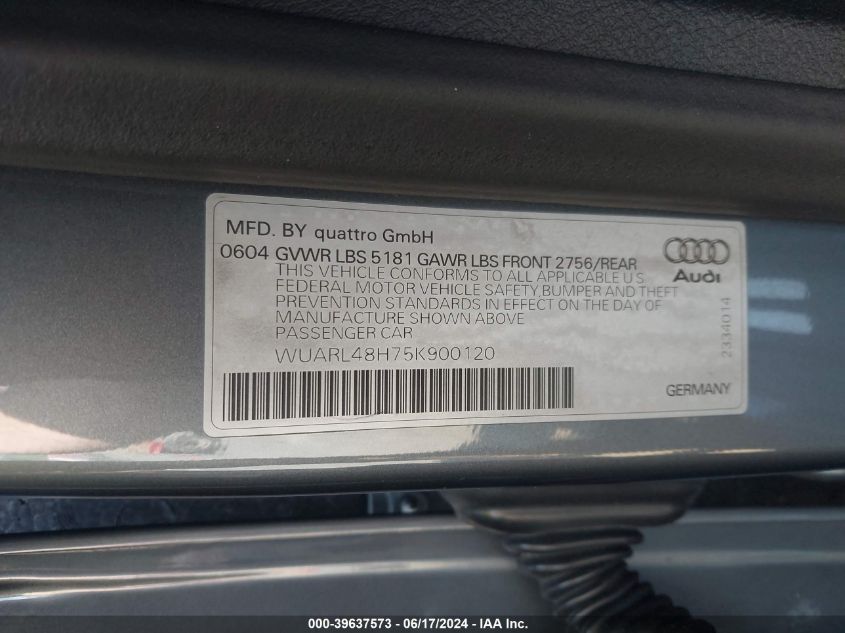 MFD. BY quattro GmbH
0604 GVWR LBS 5181 GAWR LBS FRONT 2756/REAR
THIS VEHICLE CONFORMS TO ALL APPLICABLE U.S.
FEDERAL MOTOR VEHICLE SAFETY, BUMPER AND THEFT
PREVENTION STANDARDS IN EFFECT ON THE DAY OF
MANUFACTURE SHOWN ABOVE
PASSENGER CAR
WUARL48H75K900120
Audi
2334014
GERMANY
000-39637573 - 06/17/2024 - IAA Inc.